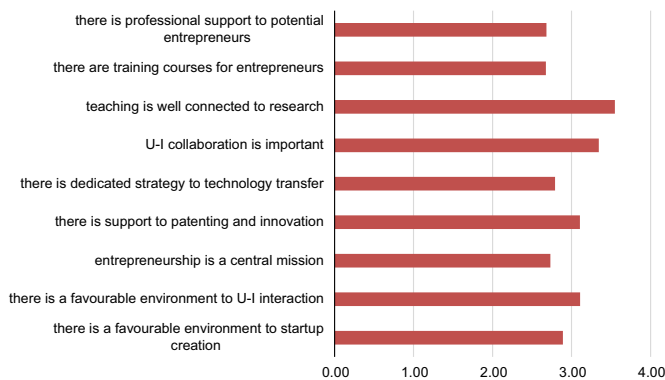 there is professional support to potential
entrepreneurs
there are training courses for entrepreneurs
teaching is well connected to research
U-I collaboration is important
there is dedicated strategy to technology transfer
there is support to patenting and innovation
entrepreneurship is a central mission
there is a favourable environment to U-I interaction
there is a favourable environment to startup
creation
0.00 1.00 2.00 3.00 4.00